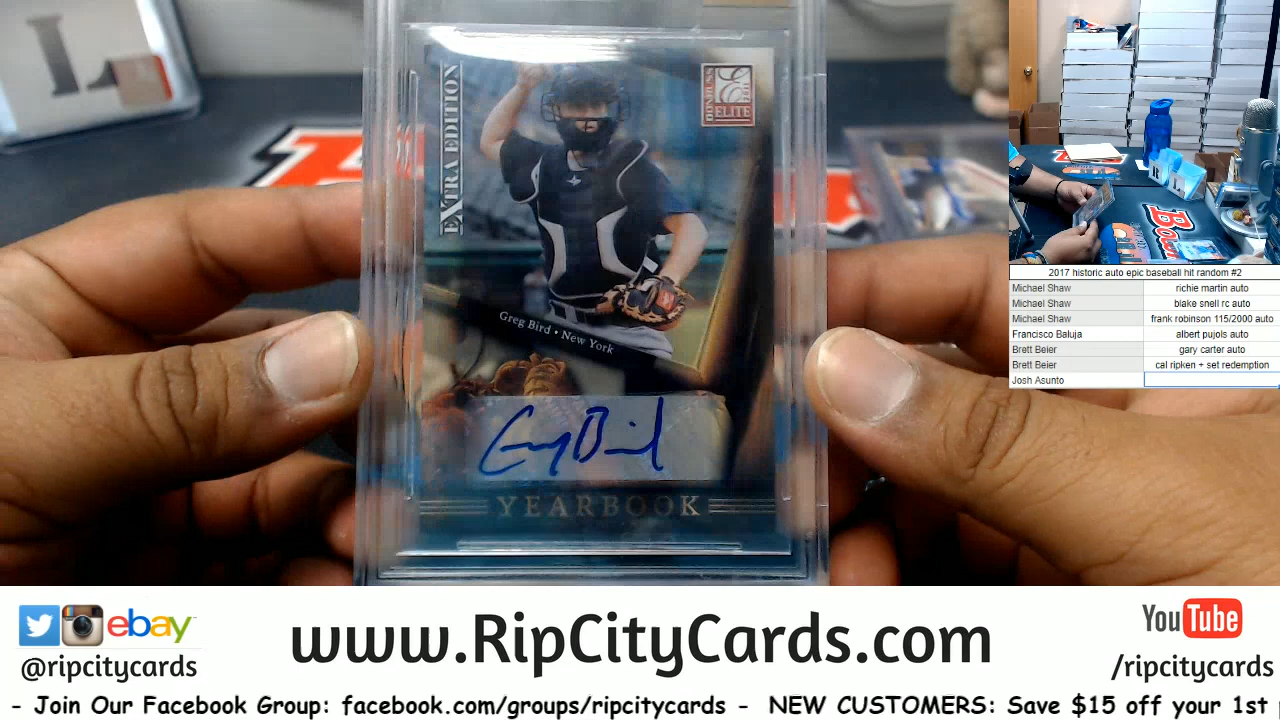 EXTRA EDITION
DONRUSS
E
ELITE
Greg Bird • New York
Greg Bird
YEARBOOK
R L
2017 historic auto epic baseball hit random #2
Michael Shaw richie martin auto
Michael Shaw blake snell rc auto
Michael Shaw frank robinson 115/2000 auto
Francisco Baluja albert pujols auto
Brett Beier gary carter auto
Brett Beier cal ripken + set redemption
Josh Asunto
ebay
@ripcitycards
www.RipCityCards.com
YouTube
/ripcitycards
- Join Our Facebook Group: facebook.com/groups/ripcitycards - NEW CUSTOMERS: Save $15 off your 1st